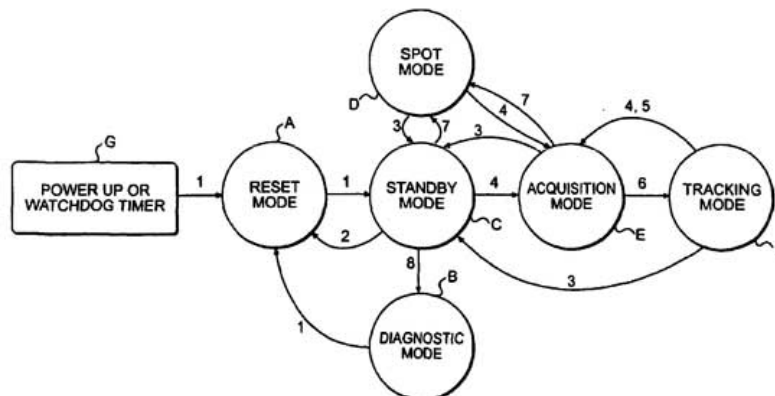 SPOT
MODE
D
3
7
4
7
3
4, 5
G
POWER UP OR
WATCHDOG TIMER
1
A
RESET
MODE
1
STANDBY
MODE
C
4
ACQUISITION
MODE
E
6
TRACKING
MODE
2
8
3
B
DIAGNOSTIC
MODE
1